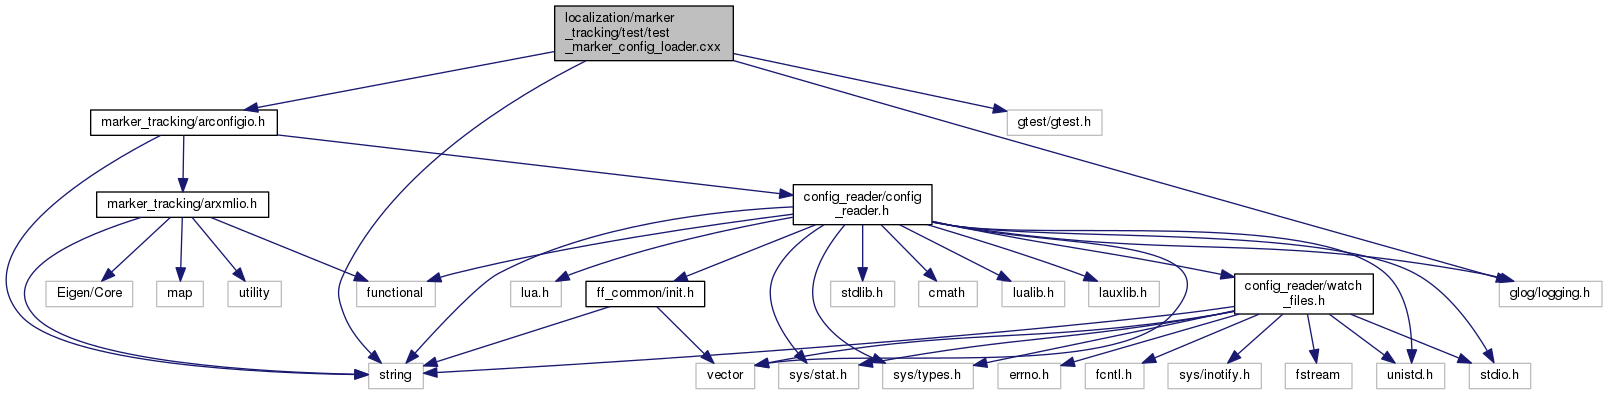 localization/marker
_tracking/test/test
_marker_config_loader.cxx
marker_tracking/arconfigio.h
gtest/gtest.h
marker_tracking/arxmlio.h
config_reader/config
_reader.h
Eigen/Core
map
utility
functional
lua.h
ff_common/init.h
stdlib.h
cmath
lualib.h
lauxlib.h
config_reader/watch
_files.h
glog/logging.h
string
vector
sys/stat.h
sys/types.h
errno.h
fcntl.h
sys/inotify.h
fstream
unistd.h
stdio.h